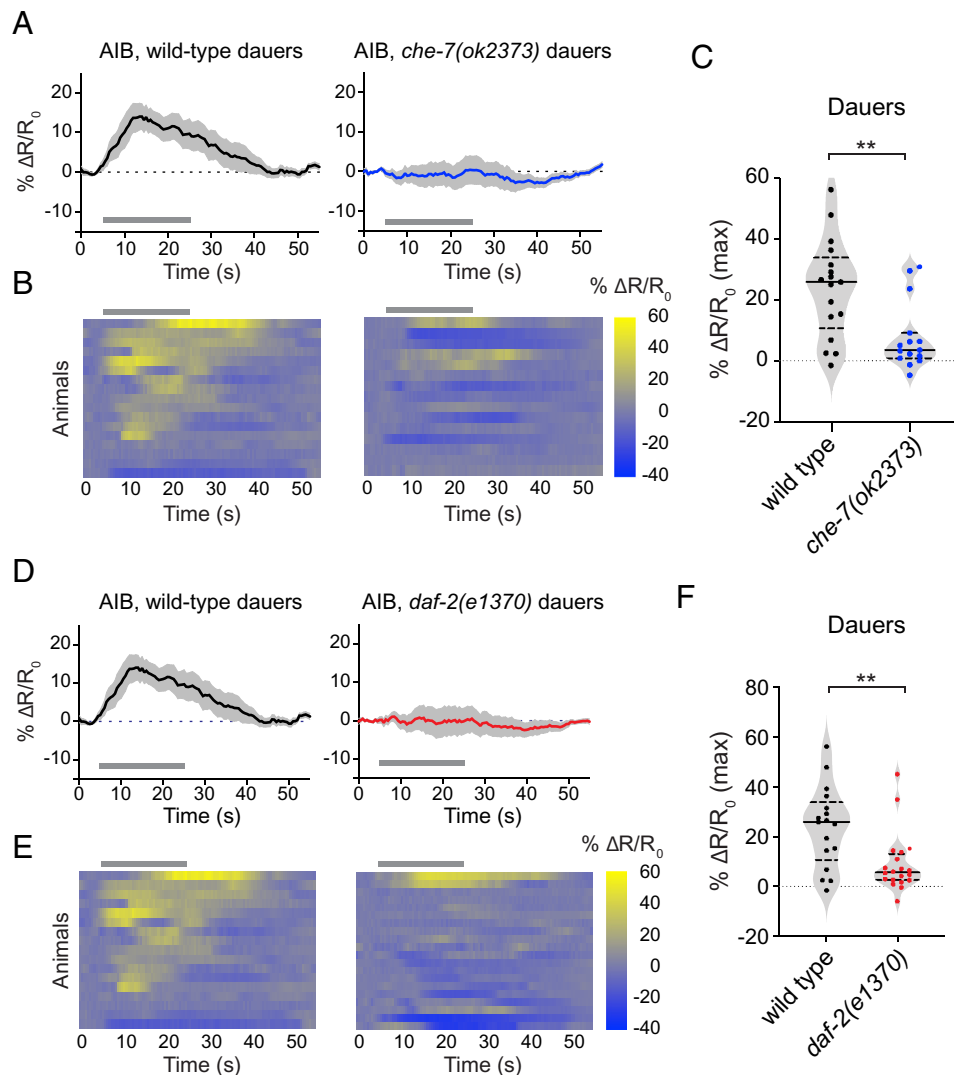 A
AIB, wild-type dauers
AIB, che-7(ok2373) dauers
% ΔR/R0
20
10
0
-10
0 10 20 30 40 50
Time (s)
20
10
0
-10
0 10 20 30 40 50
Time (s)
B
Animals
0 10 20 30 40 50
Time (s)
0 10 20 30 40 50
Time (s)
% ΔR/R0
60
40
20
0
-20
-40
C
Dauers
**
% ΔR/R0 (max)
60
40
20
0
-20
wild type
che-7(ok2373)
D
AIB, wild-type dauers
AIB, daf-2(e1370) dauers
% ΔR/R0
20
10
0
-10
0 10 20 30 40 50
Time (s)
20
10
0
-10
0 10 20 30 40 50
Time (s)
E
Animals
0 10 20 30 40 50
Time (s)
0 10 20 30 40 50
Time (s)
% ΔR/R0
60
40
20
0
-20
-40
F
Dauers
**
% ΔR/R0 (max)
80
60
40
20
0
-20
wild type
daf-2(e1370)